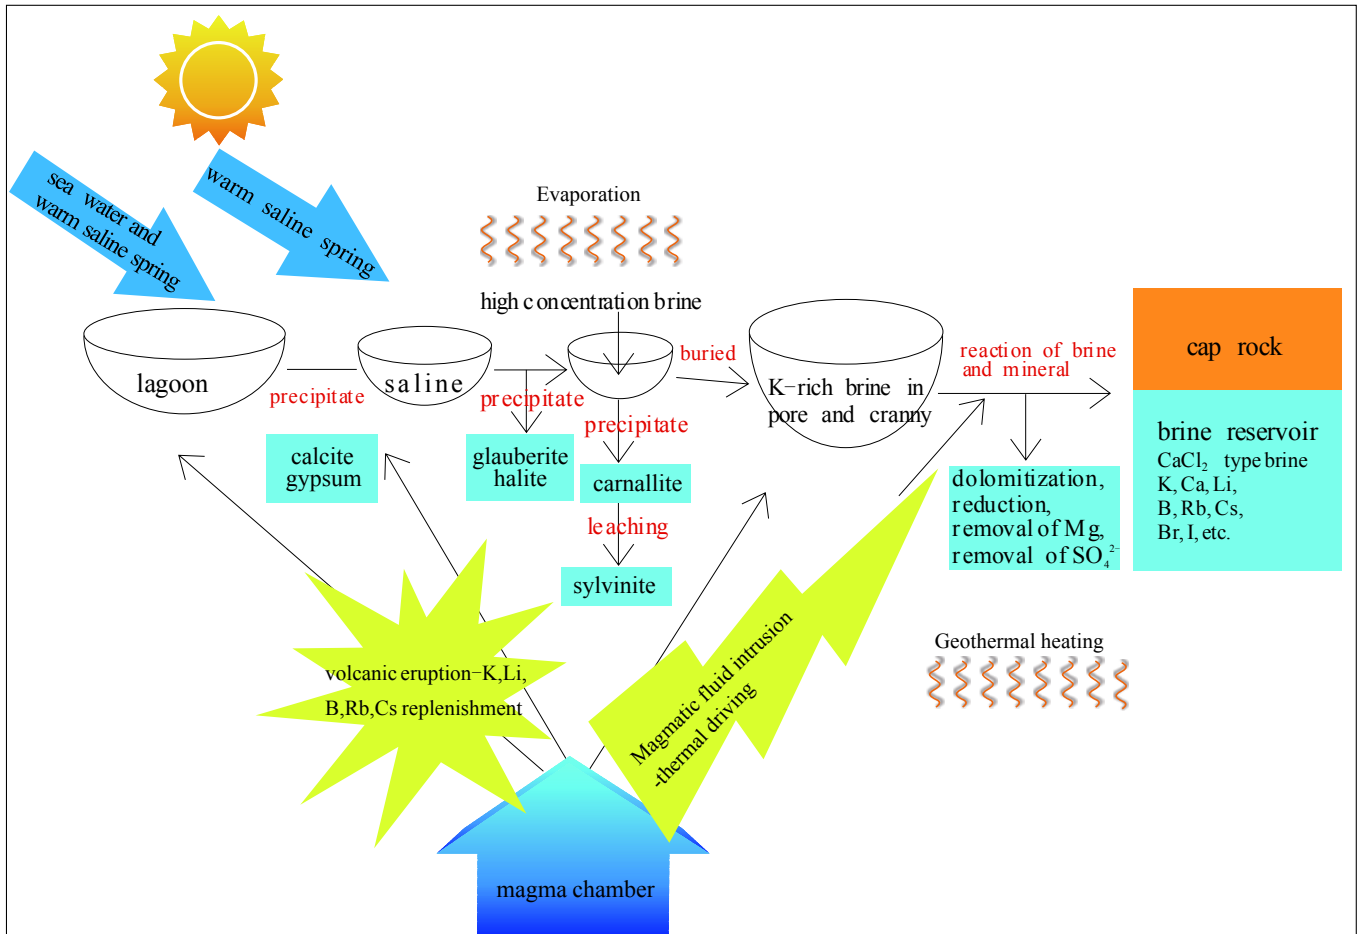 sea water and
warm saline spring
warm saline spring
Evaporation
high concentration brine
lagoon
precipitate
saline
precipitate
buried
K-rich brine in
pore and cranny
reaction of brine
and mineral
cap rock
calcite
gypsum
glauberite
halite
precipitate
carnallite
leaching
sylvinite
dolomitization,
reduction,
removal of Mg,
removal of SO₄²⁻
brine reservoir
CaCl₂ type brine
K, Ca, Li,
B, Rb, Cs,
Br, I, etc.
volcanic eruption-K,Li,
B,Rb,Cs replenishment
Magmatic fluid intrusion
-thermal driving
Geothermal heating
magma chamber